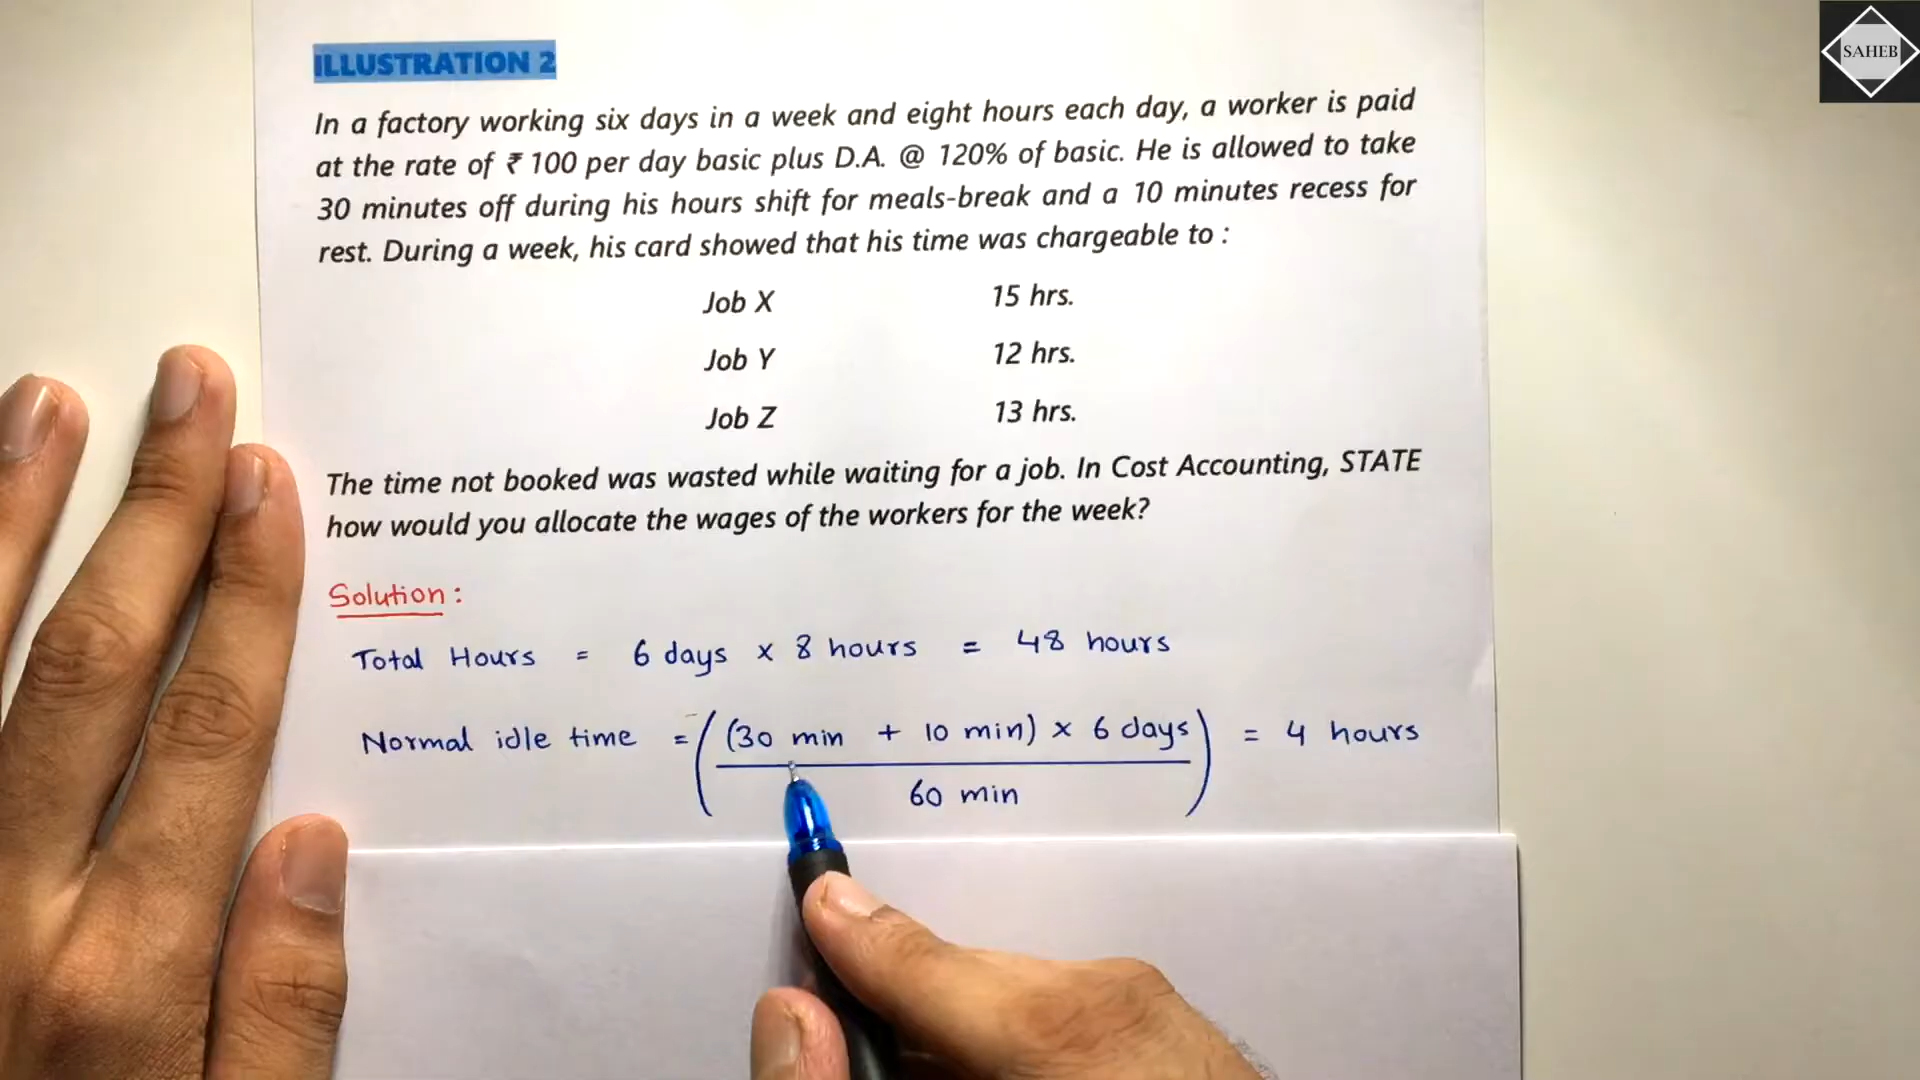 SAHEB
ILLUSTRATION 2
In a factory working six days in a week and eight hours each day, a worker is paid
at the rate of ₹ 100 per day basic plus D.A. @ 120% of basic. He is allowed to take
30 minutes off during his hours shift for meals-break and a 10 minutes recess for
rest. During a week, his card showed that his time was chargeable to :
Job X 15 hrs.
Job Y 12 hrs.
Job Z 13 hrs.
The time not booked was wasted while waiting for a job. In Cost Accounting, STATE
how would you allocate the wages of the workers for the week?
Solution :
Total Hours = 6 days x 8 hours = 48 hours
Normal idle time = ( (30 min + 10 min) x 6 days ) = 4 hours
60 min